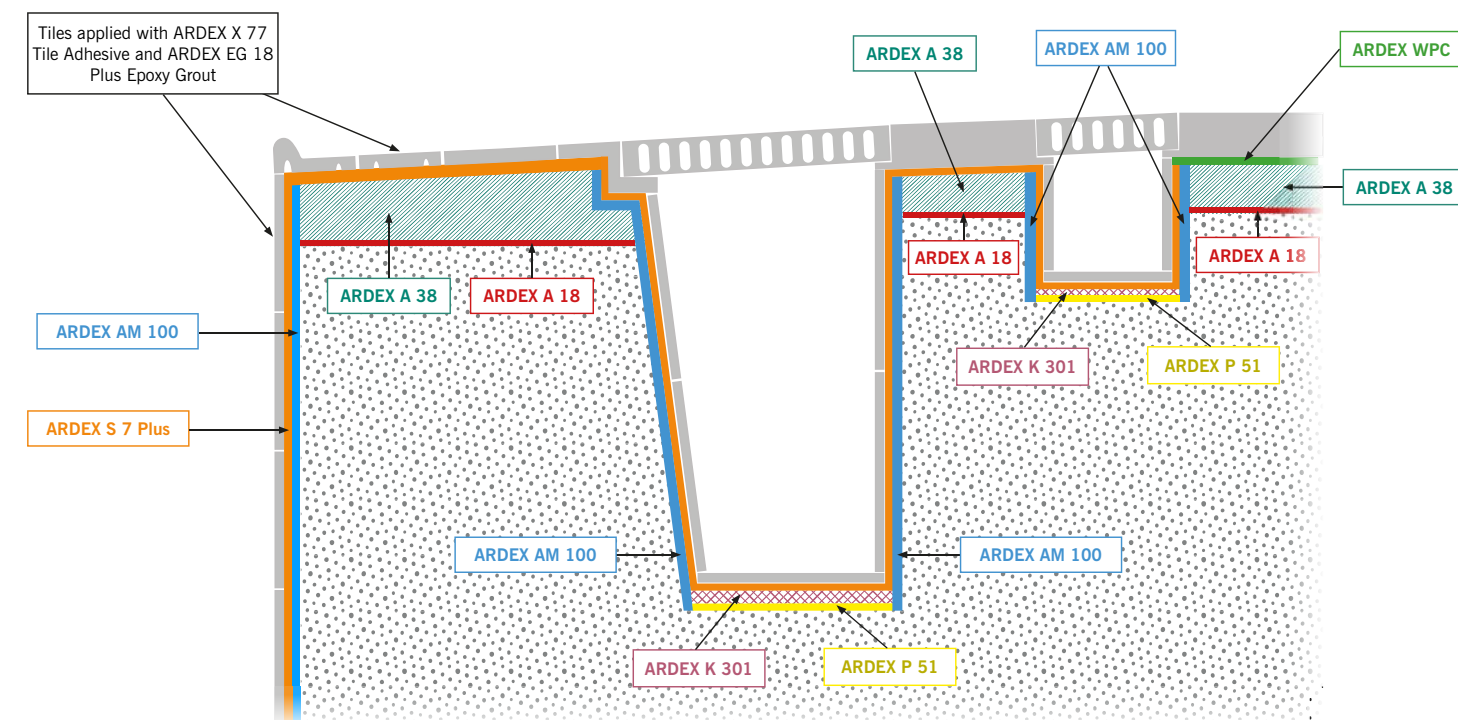 Tiles applied with ARDEX X 77
Tile Adhesive and ARDEX EG 18
Plus Epoxy Grout
ARDEX A 38
ARDEX AM 100
ARDEX WPC
ARDEX A 38
ARDEX A 18
ARDEX A 18
ARDEX A 38
ARDEX A 18
ARDEX AM 100
ARDEX K 301
ARDEX P 51
ARDEX S 7 Plus
ARDEX AM 100
ARDEX AM 100
ARDEX K 301
ARDEX P 51